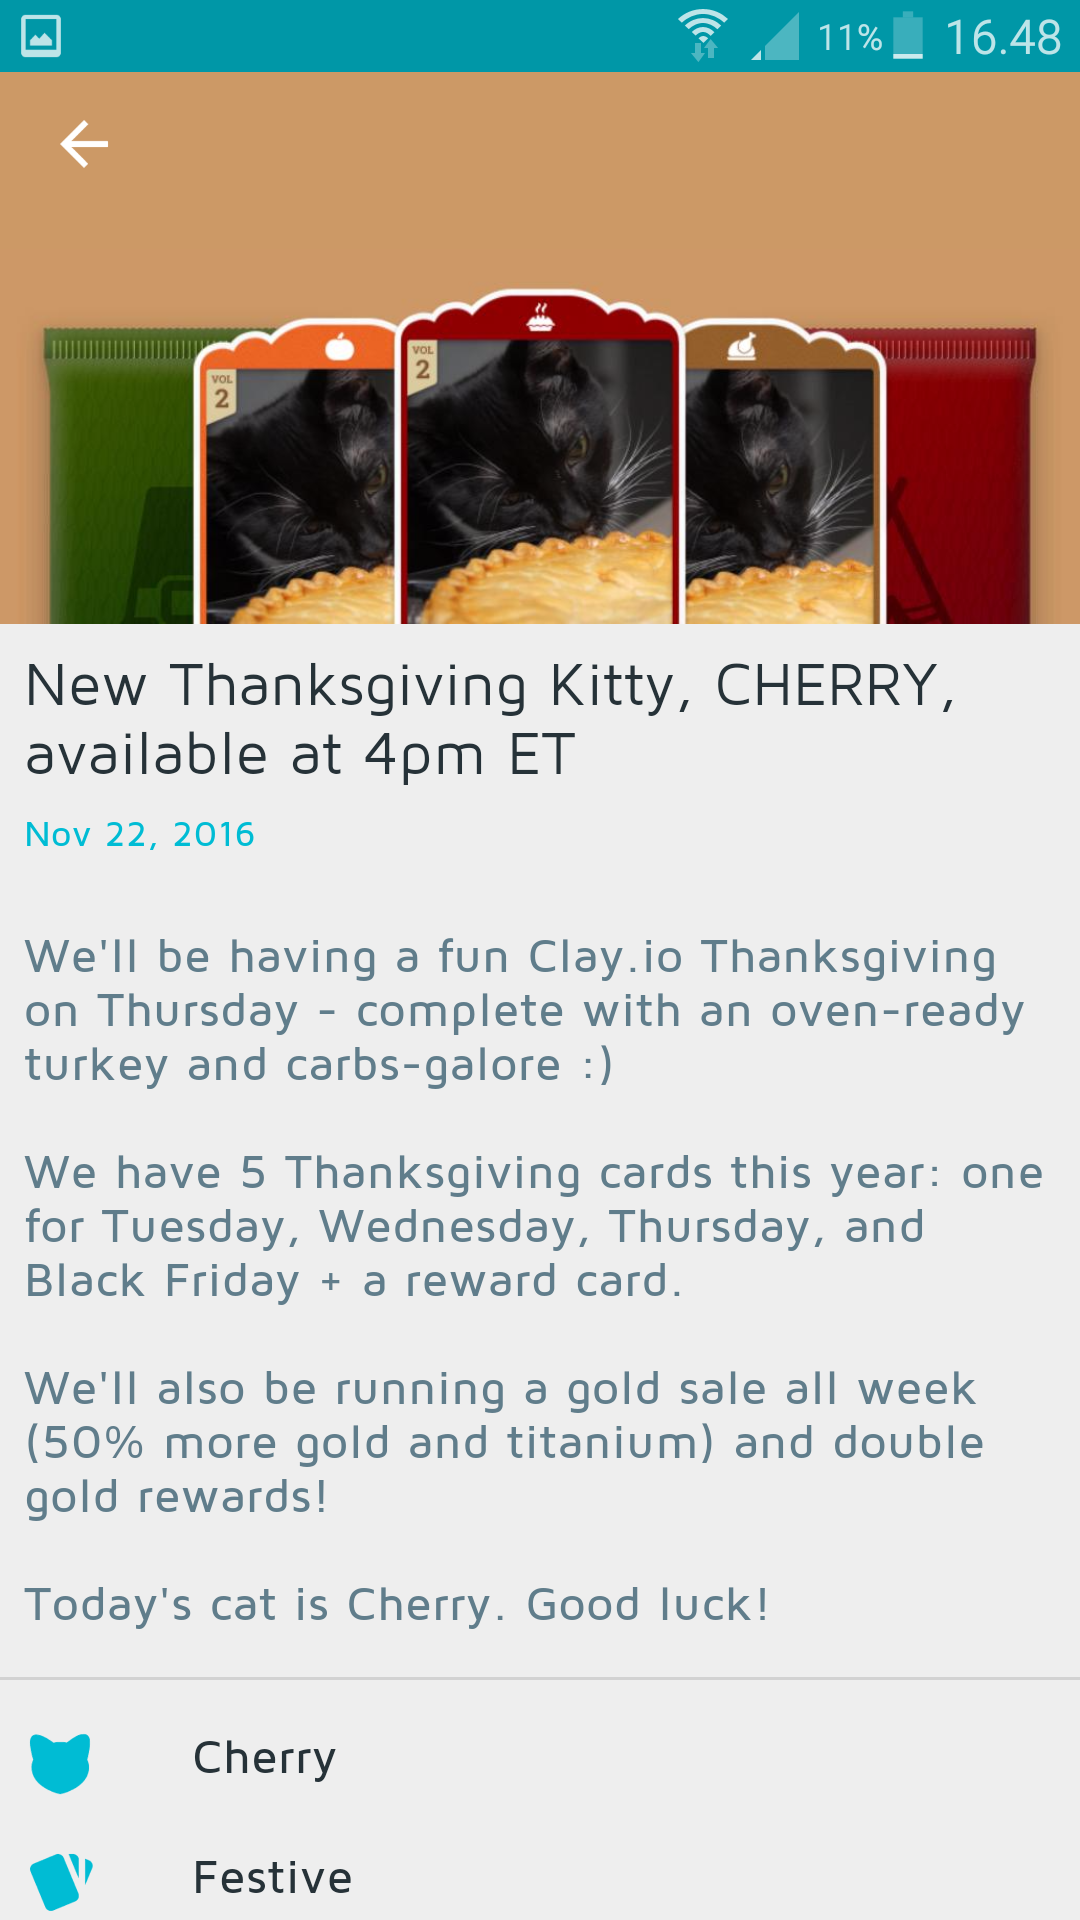 11% 16.48
VOL
2
VOL
2
New Thanksgiving Kitty, CHERRY,
available at 4pm ET
Nov 22, 2016
We'll be having a fun Clay.io Thanksgiving
on Thursday - complete with an oven-ready
turkey and carbs-galore :)
We have 5 Thanksgiving cards this year: one
for Tuesday, Wednesday, Thursday, and
Black Friday + a reward card.
We'll also be running a gold sale all week
(50% more gold and titanium) and double
gold rewards!
Today's cat is Cherry. Good luck!
Cherry
Festive